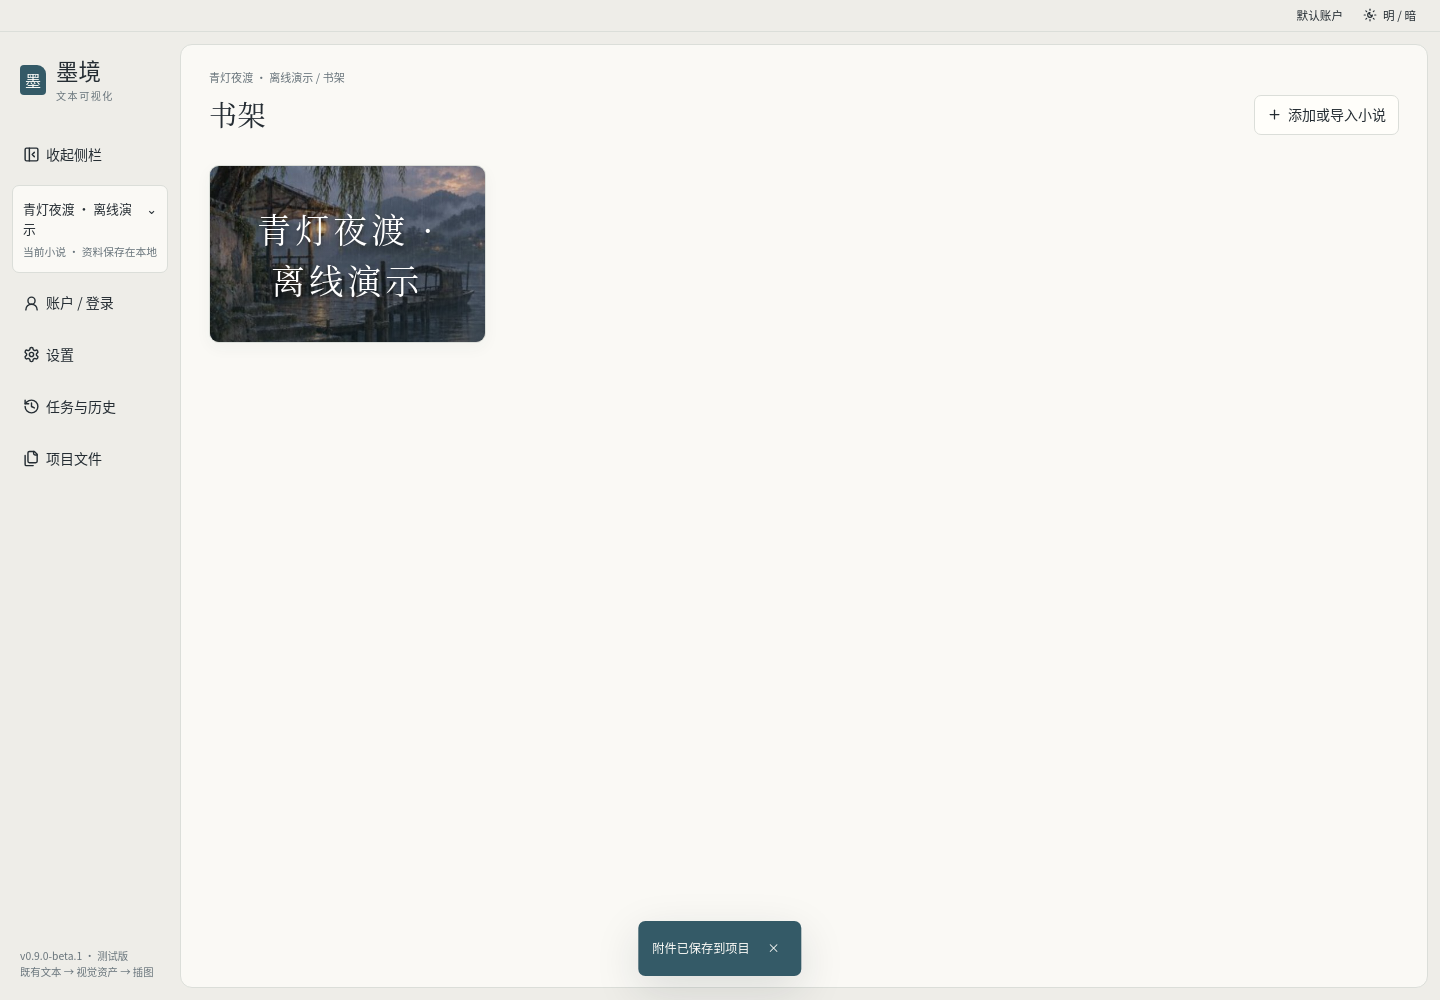 默认账户
明 / 暗
墨
墨境
文本可视化
收起侧栏
青灯夜渡 · 离线演
示
当前小说 · 资料保存在本地
账户 / 登录
设置
任务与历史
项目文件
v0.9.0-beta.1 · 测试版
既有文本 → 视觉资产 → 插图
青灯夜渡 · 离线演示 / 书架
书架
添加或导入小说
青灯夜渡 ·
离线演示
附件已保存到项目